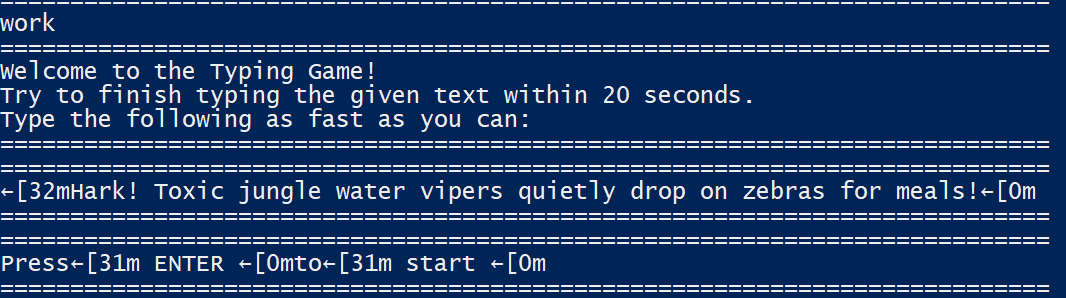 ===========================================================================
work
===========================================================================
Welcome to the Typing Game!
Try to finish typing the given text within 20 seconds.
Type the following as fast as you can:
===========================================================================
===========================================================================
←[32mHark! Toxic jungle water vipers quietly drop on zebras for meals!←[0m
===========================================================================
===========================================================================
Press←[31m ENTER ←[0mto←[31m start ←[0m
===========================================================================